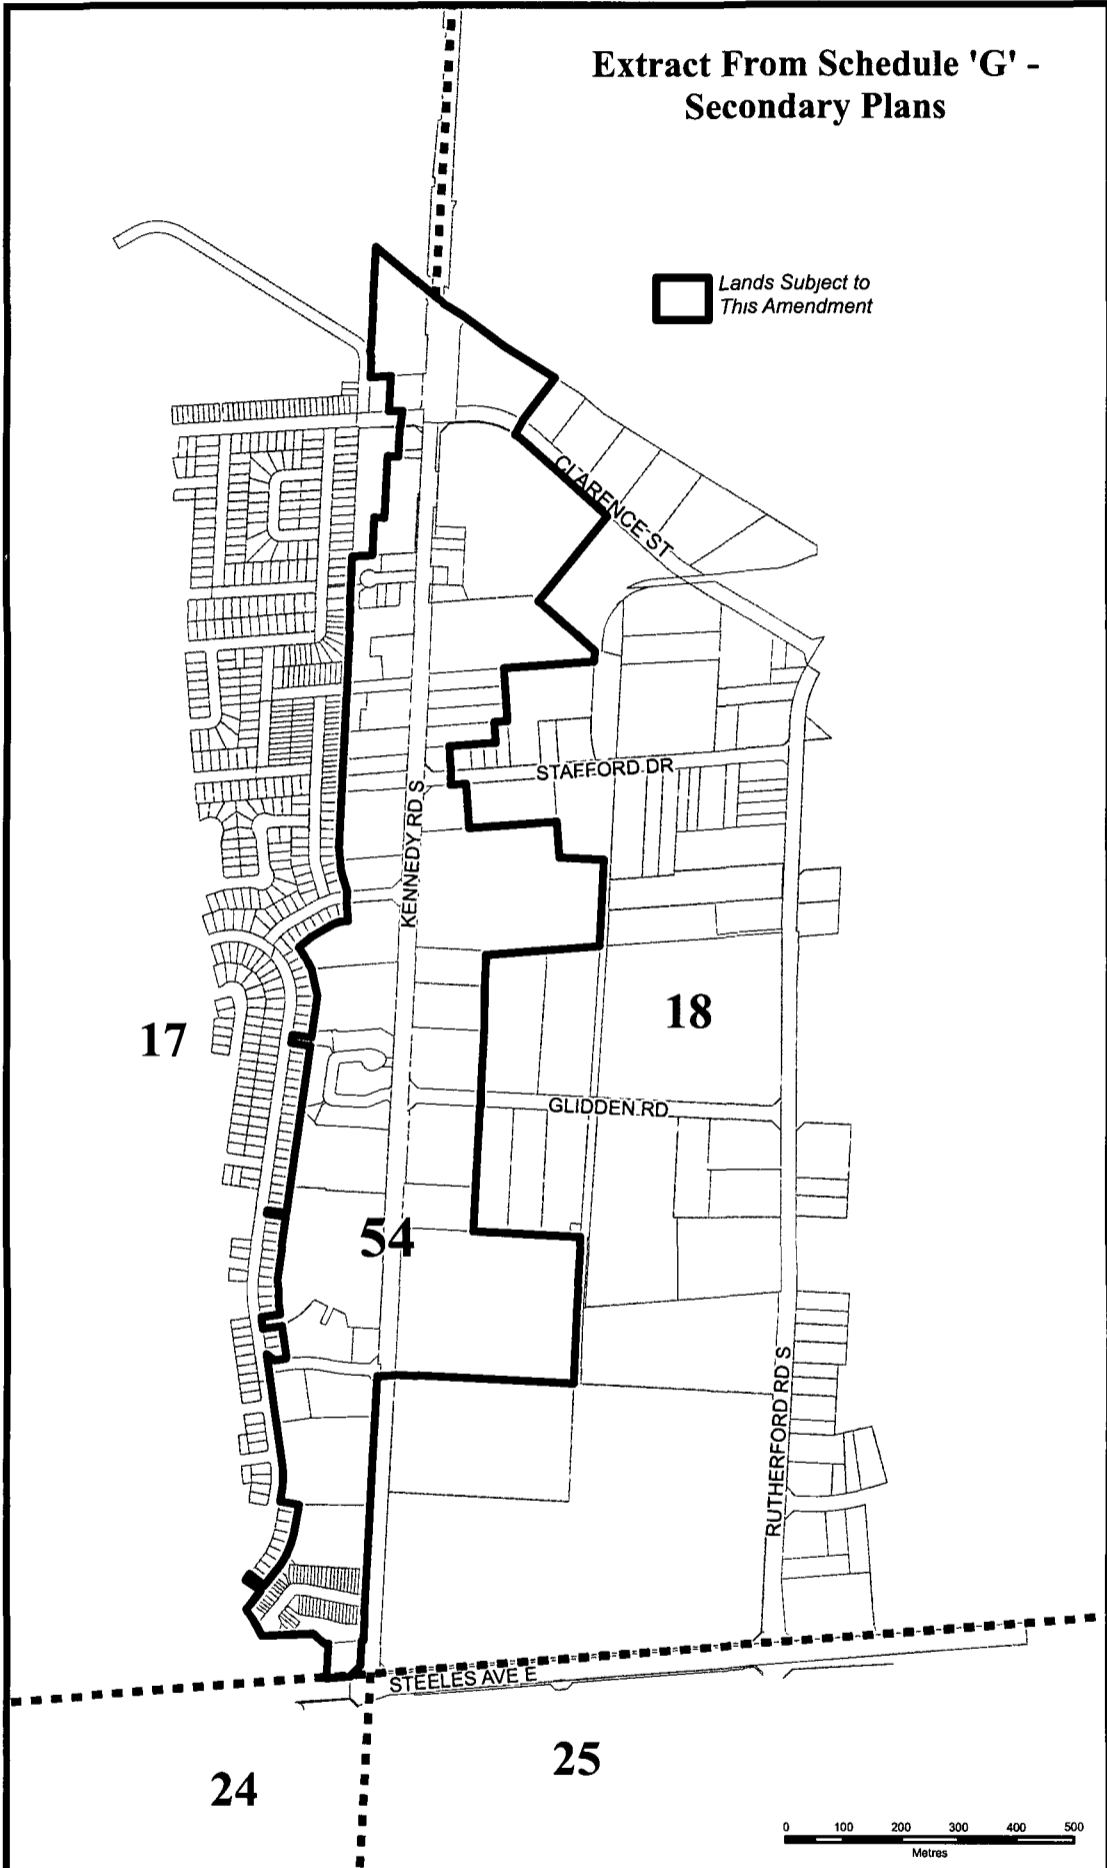 Extract From Schedule 'G' -
Secondary Plans
Lands Subject to
This Amendment
CLARENCE ST
STAFFORD DR
KENNEDY RD S
18
17
GLIDDEN RD
54
RUTHERFORD RD S
STEELES AVE E
25
24
0 100 200 300 400 500
Metres